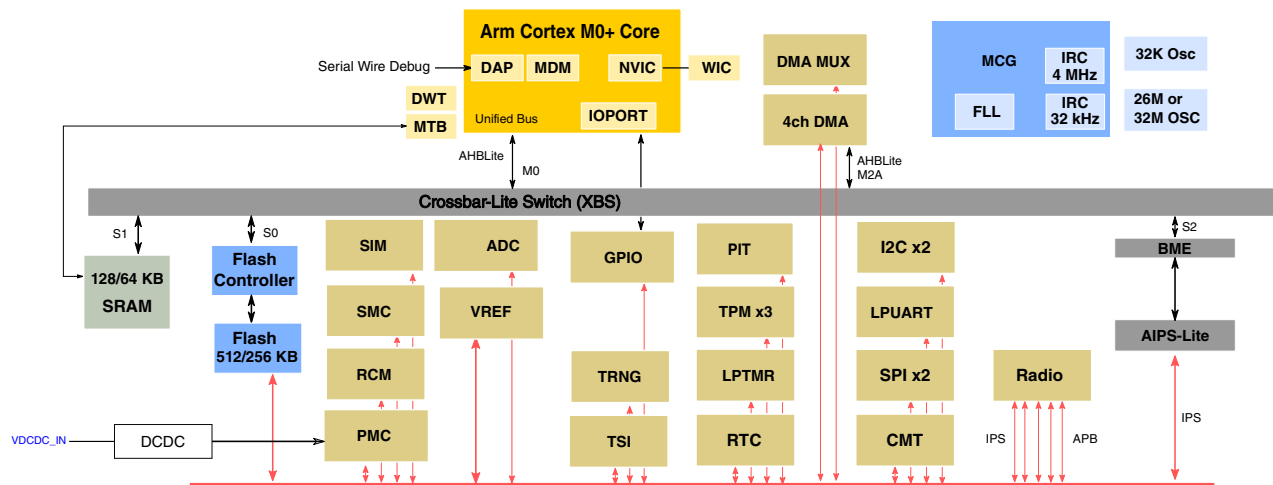 Arm Cortex M0+ Core
Serial Wire Debug
DAP
MDM
NVIC
WIC
DWT
MTB
Unified Bus
IOPORT
AHBLite
M0
DMA MUX
4ch DMA
AHBLite
M2A
MCG
IRC
4 MHz
FLL
IRC
32 kHz
32K Osc
26M or
32M OSC
Crossbar-Lite Switch (XBS)
S1
S0
S2
128/64 KB
SRAM
Flash
Controller
Flash
512/256 KB
SIM
SMC
RCM
PMC
ADC
VREF
GPIO
TRNG
TSI
PIT
TPM x3
LPTMR
RTC
I2C x2
LPUART
SPI x2
CMT
Radio
IPS
APB
BME
AIPS-Lite
IPS
VDCDC_IN
DCDC